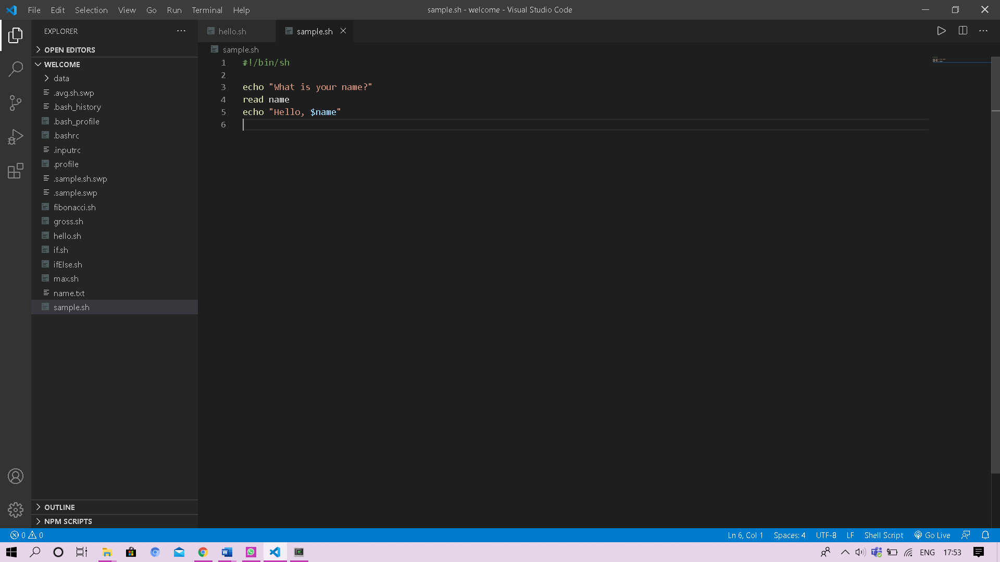 File Edit Selection View Go Run Terminal Help
sample.sh - welcome - Visual Studio Code
EXPLORER
OPEN EDITORS
WELCOME
data
.avg.sh.swp
.bash_history
.bash_profile
.bashrc
.inputrc
.profile
.sample.sh.swp
.sample.swp
fibonacci.sh
gross.sh
hello.sh
if.sh
ifElse.sh
max.sh
name.txt
sample.sh
OUTLINE
NPM SCRIPTS
hello.sh
sample.sh
sample.sh
1 #!/bin/sh
2
3 echo "What is your name?"
4 read name
5 echo "Hello, $name"
6
0 0
Ln 6, Col 1 Spaces: 4 UTF-8 LF Shell Script Go Live
ENG 17:53